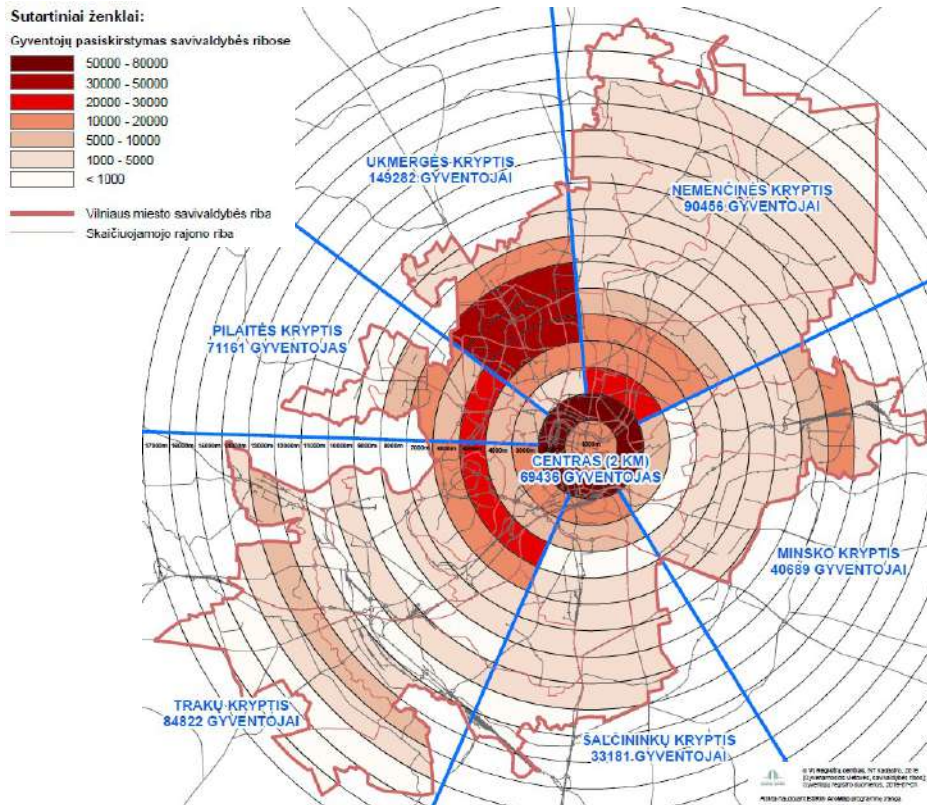 Sutartiniai ženklai:
Gyventojų pasiskirstymas savivaldybės ribose
50000 - 80000
30000 - 50000
20000 - 30000
10000 - 20000
5000 - 10000
1000 - 5000
< 1000
Vilniaus miesto savivaldybės riba
Skaičiuojamojo rajono riba
UKMERGĖS KRYPTIS
149282 GYVENTOJAI
NEMENČINĖS KRYPTIS
90456 GYVENTOJAI
PILAITĖS KRYPTIS
71161 GYVENTOJAS
CENTRAS (2 KM)
69436 GYVENTOJAS
MINSKO KRYPTIS
40689 GYVENTOJAI
TRAKŲ KRYPTIS
84822 GYVENTOJAI
ŠALČININKŲ KRYPTIS
33181 GYVENTOJAI